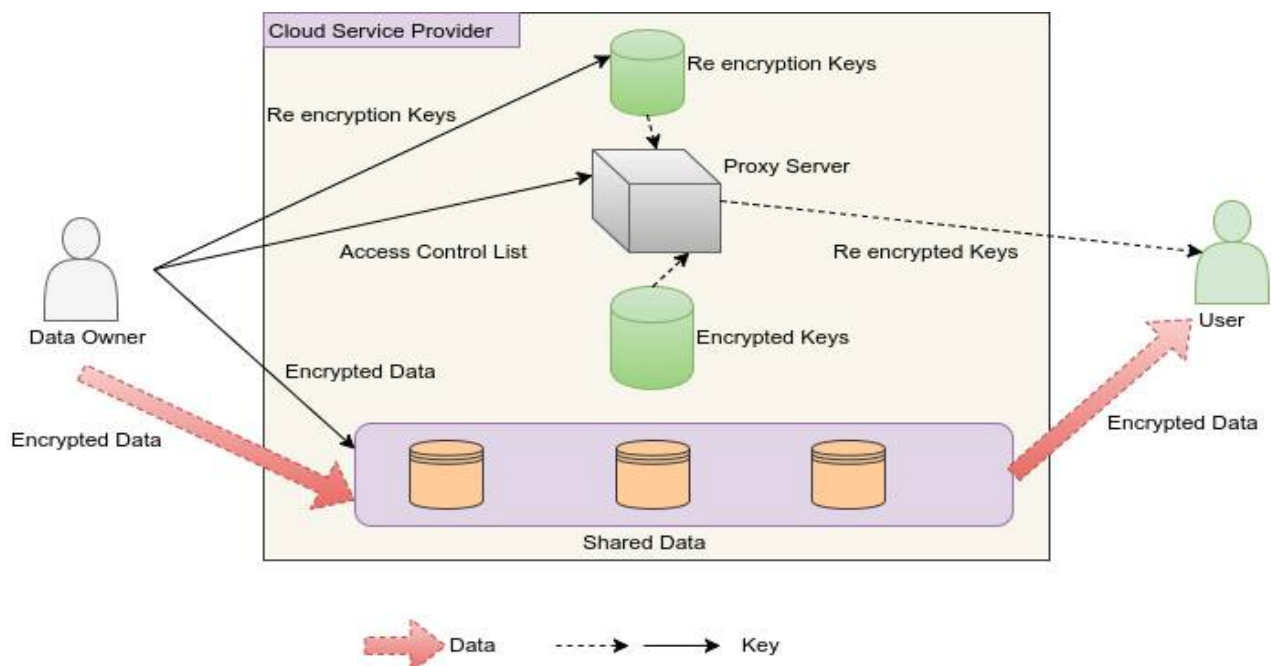 Cloud Service Provider
Re encryption Keys
Re encryption Keys
Proxy Server
Access Control List
Re encrypted Keys
Data Owner
User
Encrypted Keys
Encrypted Data
Encrypted Data
Encrypted Data
Shared Data
Data
Key